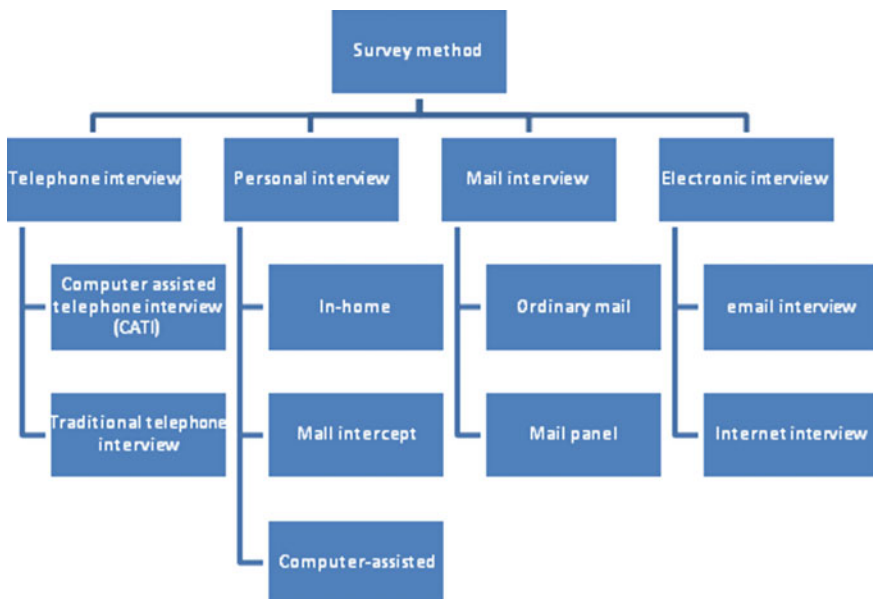 Survey method
Telephone interview
Personal interview
Mail interview
Electronic interview
Computer assisted
telephone interview
(CATI)
In-home
Ordinary mail
email interview
Traditional telephone
interview
Mall intercept
Mail panel
Internet interview
Computer-assisted